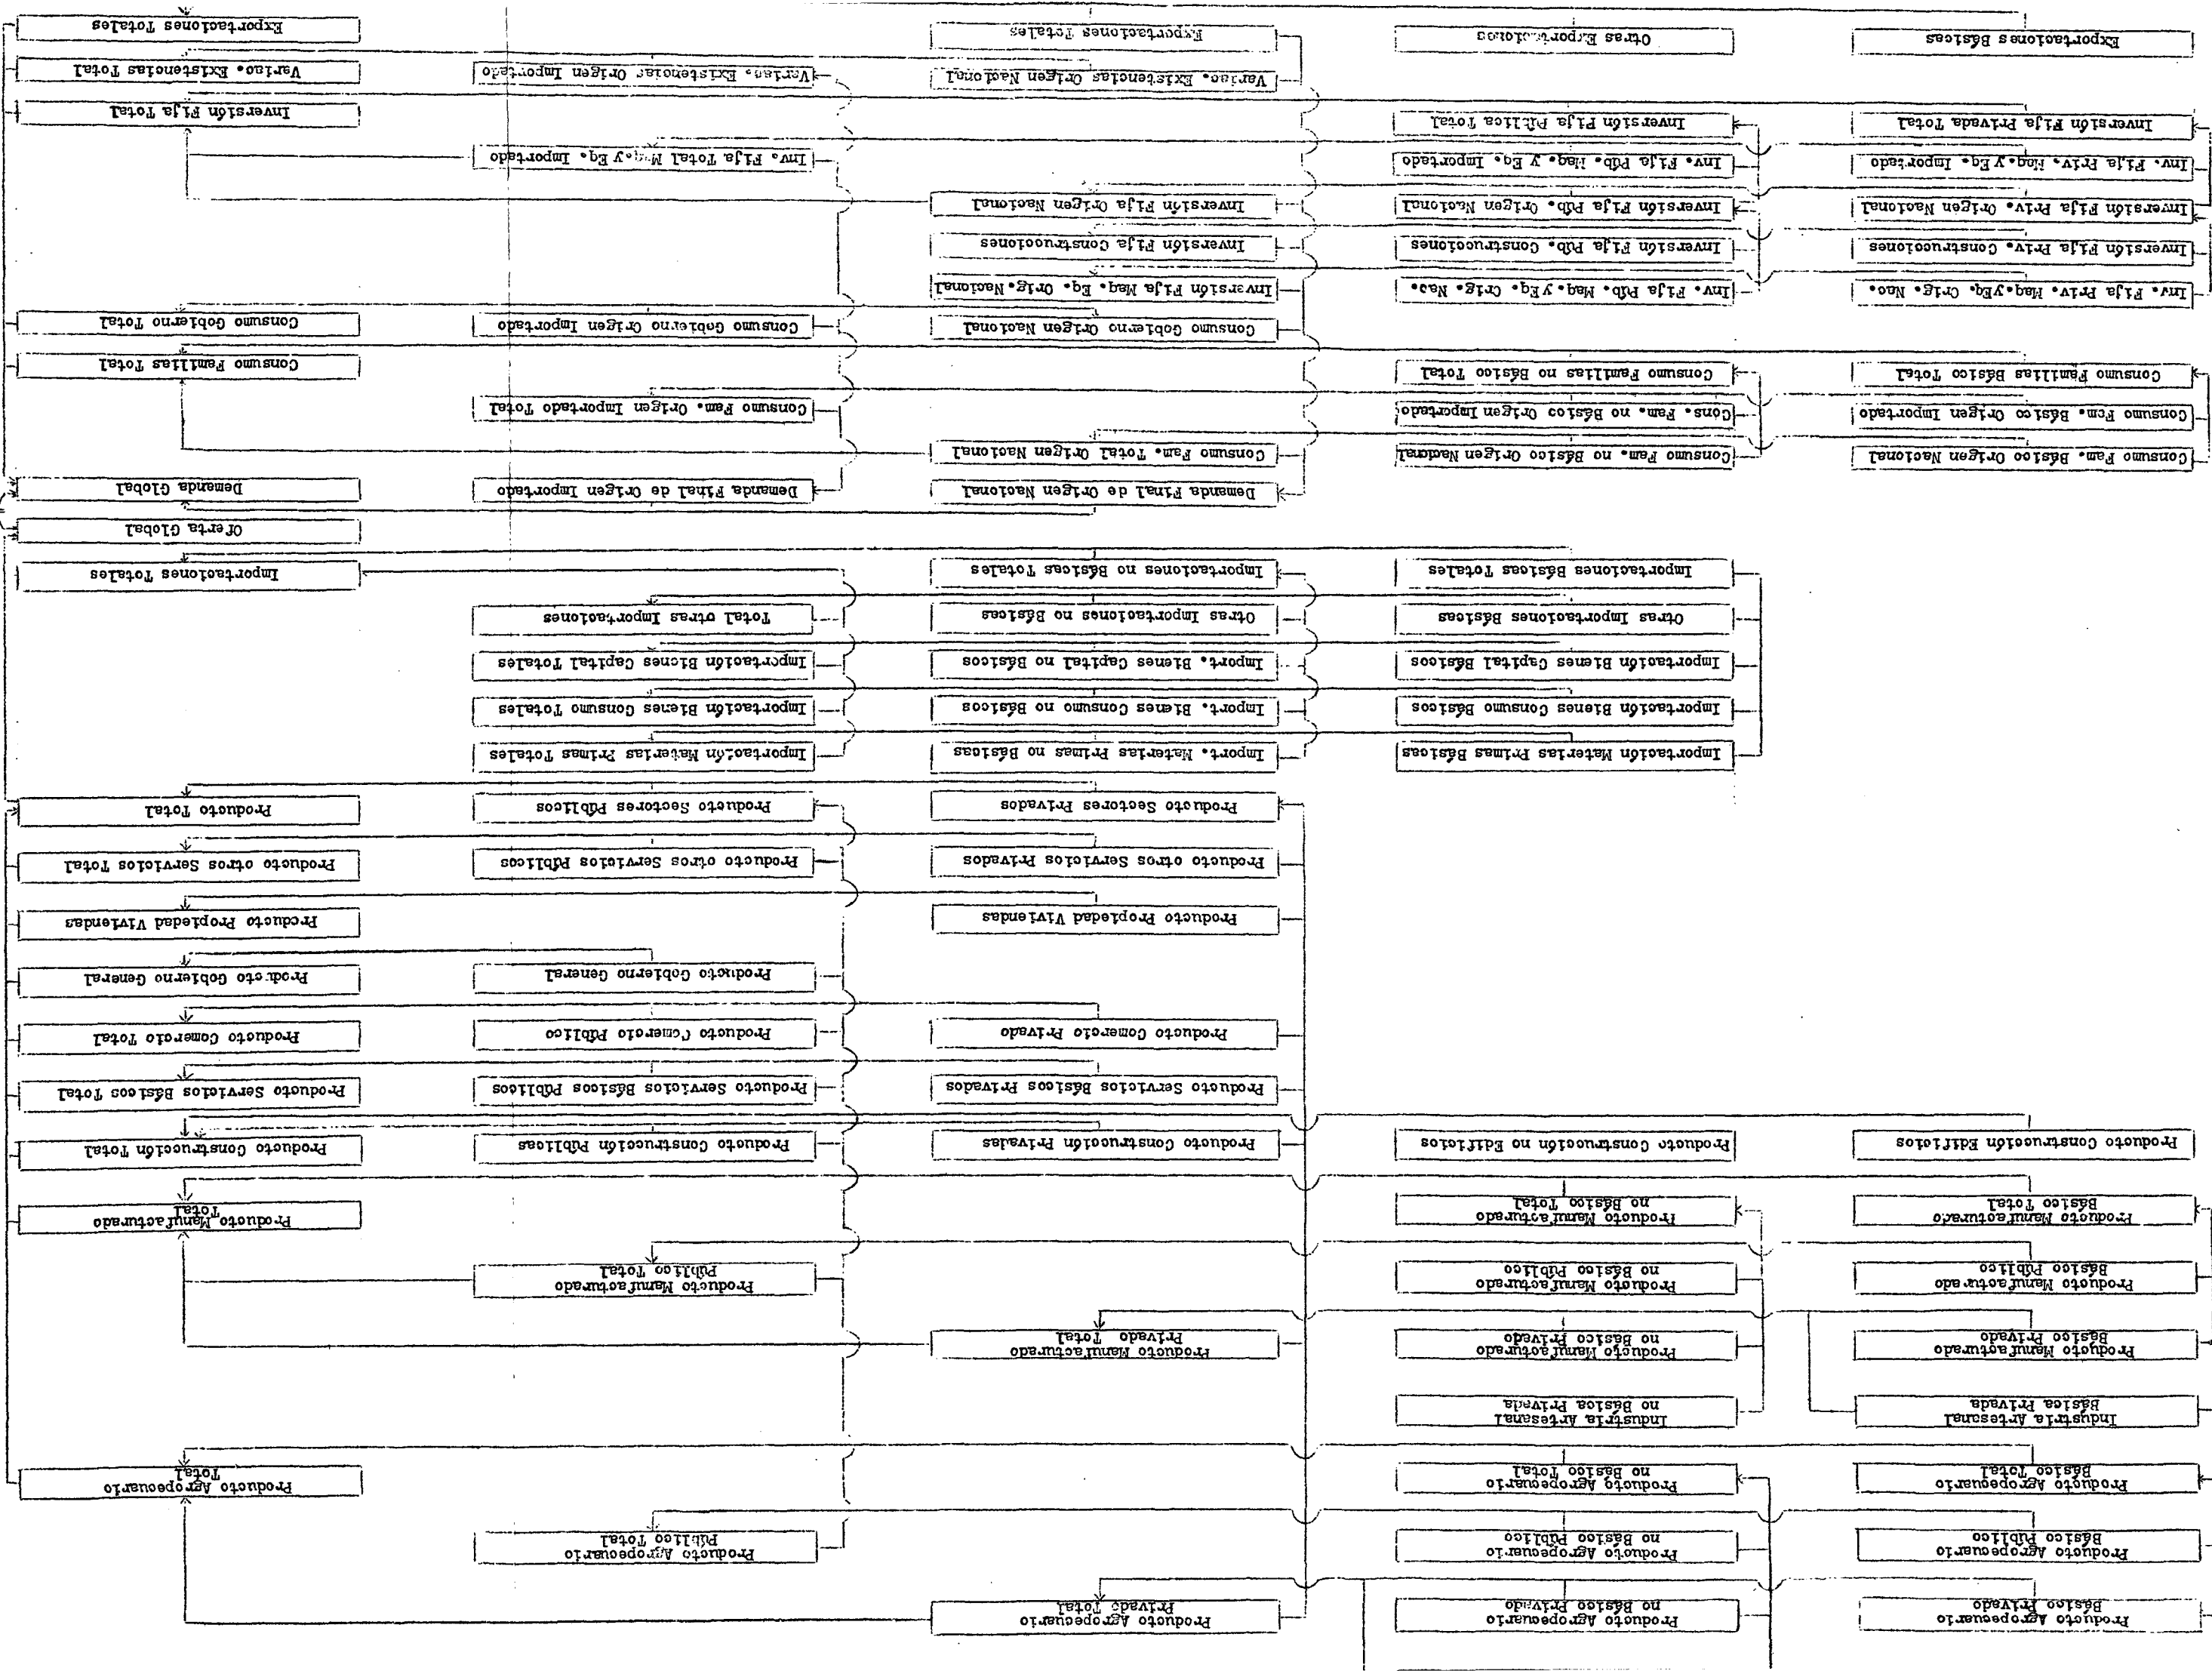 Producto Agropecuario
Básico Privado
Producto Agropecuario
no Básico Privado
Producto Agropecuario
Privado Total
Producto Agropecuario
Básico Público
Producto Agropecuario
no Básico Público
Producto Agropecuario
Público Total
Producto Agropecuario
Básico Total
Producto Agropecuario
no Básico Total
Producto Agropecuario
Total
Industria Artesanal
Básica Privada
Industria Artesanal
no Básica Privada
Producto Manufacturado
Básico Privado
Producto Manufacturado
no Básico Privado
Producto Manufacturado
Privado Total
Producto Manufacturado
Básico Público
Producto Manufacturado
no Básico Público
Producto Manufacturado
Público Total
Producto Manufacturado
Básico Total
Producto Manufacturado
no Básico Total
Producto Manufacturado
Total
Producto Construcción Edificios
Producto Construcción no Edificios
Producto Construcción Privadas
Producto Construcción Públicas
Producto Construcción Total
Producto Servicios Básicos Privados
Producto Servicios Básicos Públicos
Producto Servicios Básicos Total
Producto Comercio Privado
Producto Comercio Público
Producto Comercio Total
Producto Gobierno General
Producto Gobierno General
Producto Propiedad Viviendas
Producto Propiedad Viviendas
Producto otros Servicios Privados
Producto otros Servicios Públicos
Producto otros Servicios Total
Producto Sectores Privados
Producto Sectores Públicos
Producto Total
Importación Materias Primas Básicas
Import. Materias Primas no Básicas
Importación Materias Primas Totales
Importación Bienes Consumo Básicos
Import. Bienes Consumo no Básicos
Importación Bienes Consumo Totales
Importación Bienes Capital Básicos
Import. Bienes Capital no Básicos
Importación Bienes Capital Totales
Otras Importaciones Básicas
Otras Importaciones no Básicas
Total otras Importaciones
Importaciones Básicas Totales
Importaciones no Básicas Totales
Importaciones Totales
Oferta Global
Demanda Final de Origen Nacional
Demanda Final de Origen Importado
Demanda Global
Consumo Fam. Básico Origen Nacional
Consumo Fam. no Básico Origen Nacional
Consumo Fam. Total Origen Nacional
Consumo Fam. Básico Origen Importado
Cons. Fam. no Básico Origen Importado
Consumo Fam. Origen Importado Total
Consumo Familias Básico Total
Consumo Familias no Básico Total
Consumo Familias Total
Consumo Gobierno Origen Nacional
Consumo Gobierno Origen Importado
Consumo Gobierno Total
Inv. Fija Priv. Maq.yEq. Orig. Nac.
Inv. Fija Púb. Maq. y Eq. Orig. Nac.
Inversión Fija Maq. Eq. Orig.Nacional
Inversión Fija Priv. Construcciones
Inversión Fija Púb. Construcciones
Inversión Fija Construcciones
Inversión Fija Priv. Origen Nacional
Inversión Fija Púb. Origen Nacional
Inversión Fija Origen Nacional
Inv. Fija Priv. Maq.y Eq. Importado
Inv. Fija Púb. Maq. y Eq. Importado
Inv. Fija Total Maq.y Eq. Importado
Inversión Fija Privada Total
Inversión Fija Pública Total
Inversión Fija Total
Variac. Existencias Origen Nacional
Variac. Existencias Origen Importado
Variac. Existencias Total
Exportaciones Básicas
Otras Exportaciones
Exportaciones Totales
Exportaciones Totales